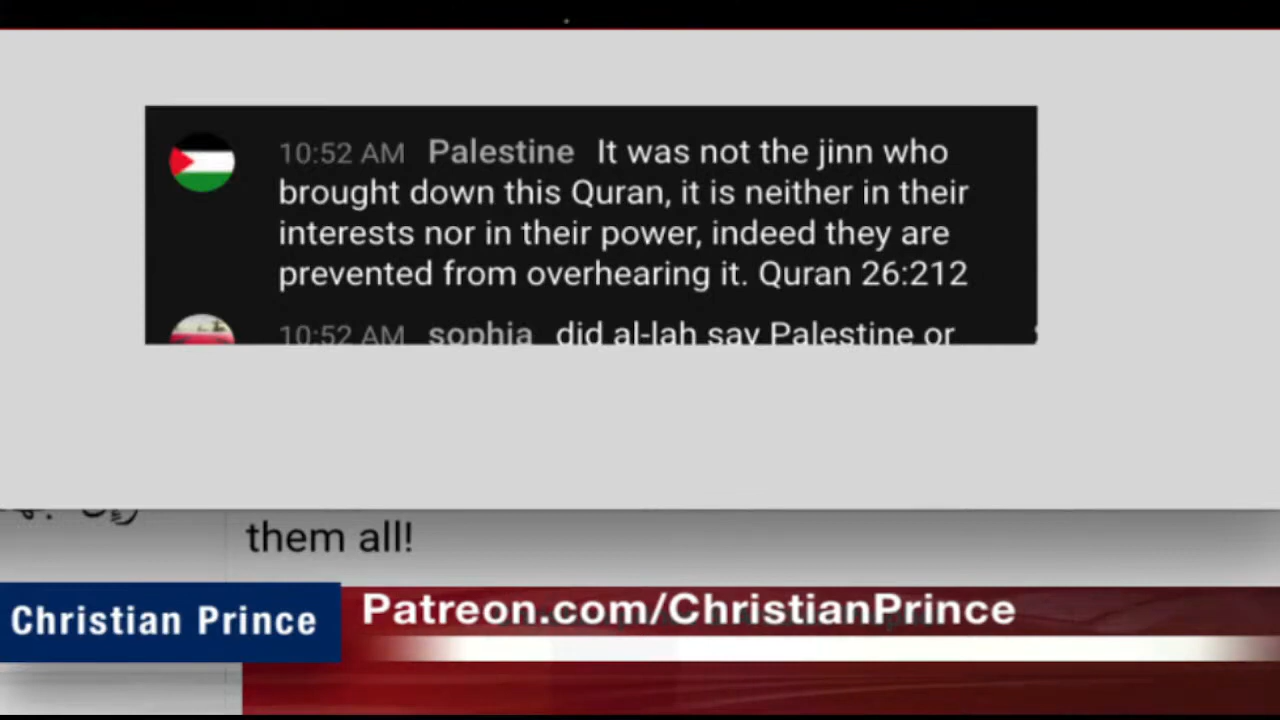 10:52 AM Palestine It was not the jinn who
brought down this Quran, it is neither in their
interests nor in their power, indeed they are
prevented from overhearing it. Quran 26:212
10:52 AM sophia did al-lah say Palestine or
them all!
Christian Prince
Patreon.com/ChristianPrince